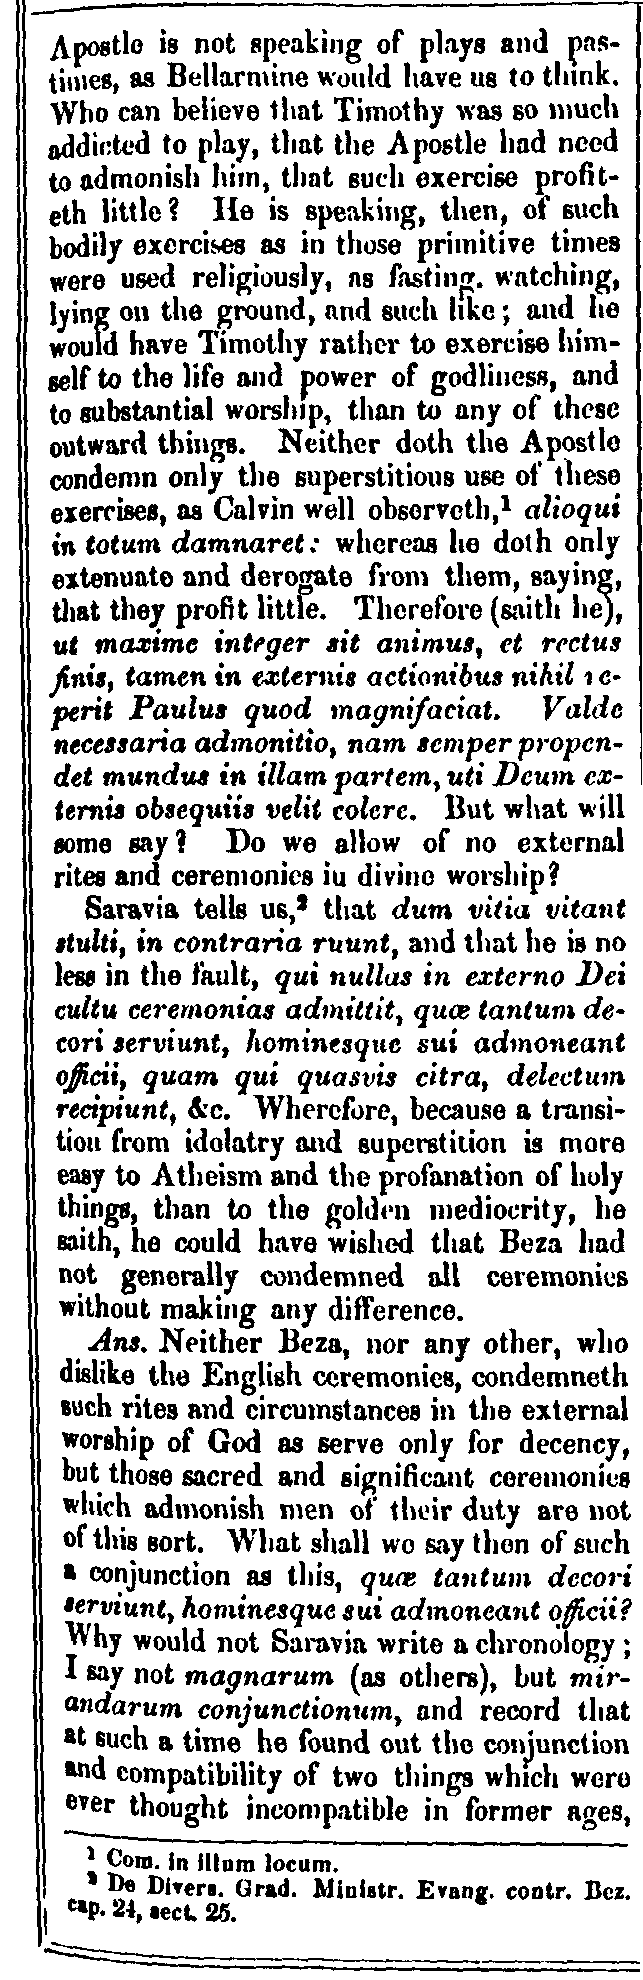 Apostle is not speaking of plays and pas-
times, as Bellarmine would have us to think.
Who can believe that Timothy was so much
addicted to play, that the Apostle had need
to admonish him, that such exercise profit-
eth little? He is speaking, then, of such
bodily exercises as in those primitive times
were used religiously, as fasting. watching,
lying on the ground, and such like; and he
would have Timothy rather to exercise him-
self to the life and power of godliness, and
to substantial worship, than to any of these
outward things. Neither doth the Apostle
condemn only the superstitious use of these
exercises, as Calvin well observeth,¹ alioqui
in totum damnaret: whereas he doth only
extenuate and derogate from them, saying,
that they profit little. Therefore (saith he),
ut maxime integer sit animus, et rectus
finis, tamen in externis actionibus nihil re-
perit Paulus quod magnifaciat. Valde
necessaria admonitio, nam semper propen-
det mundus in illam partem, uti Deum ex-
ternis obsequiis velit colere. But what will
some say? Do we allow of no external
rites and ceremonies iu divine worship?
Saravia tells us,² that dum vitia vitant
stulti, in contraria ruunt, and that he is no
less in the fault, qui nullas in externo Dei
cultu ceremonias admittit, quæ tantum de-
cori serviunt, hominesque sui admoneant
officii, quam qui quasvis citra, delectum
recipiunt, &c. Wherefore, because a transi-
tion from idolatry and superstition is more
easy to Atheism and the profanation of holy
things, than to the golden mediocrity, he
saith, he could have wished that Beza had
not generally condemned all ceremonies
without making any difference.
Ans. Neither Beza, nor any other, who
dislike the English ceremonies, condemneth
such rites and circumstances in the external
worship of God as serve only for decency,
but those sacred and significant ceremonies
which admonish men of their duty are not
of this sort. What shall we say then of such
a conjunction as this, quæ tantum decori
serviunt, hominesque sui admoneant officii?
Why would not Saravia write a chronology;
I say not magnarum (as others), but mir-
andarum conjunctionum, and record that
at such a time he found out the conjunction
and compatibility of two things which were
ever thought incompatible in former ages,
¹ Com. in illum locum.
² De Divers. Grad. Ministr. Evang. contr. Bez.
cap. 24, sect. 25.